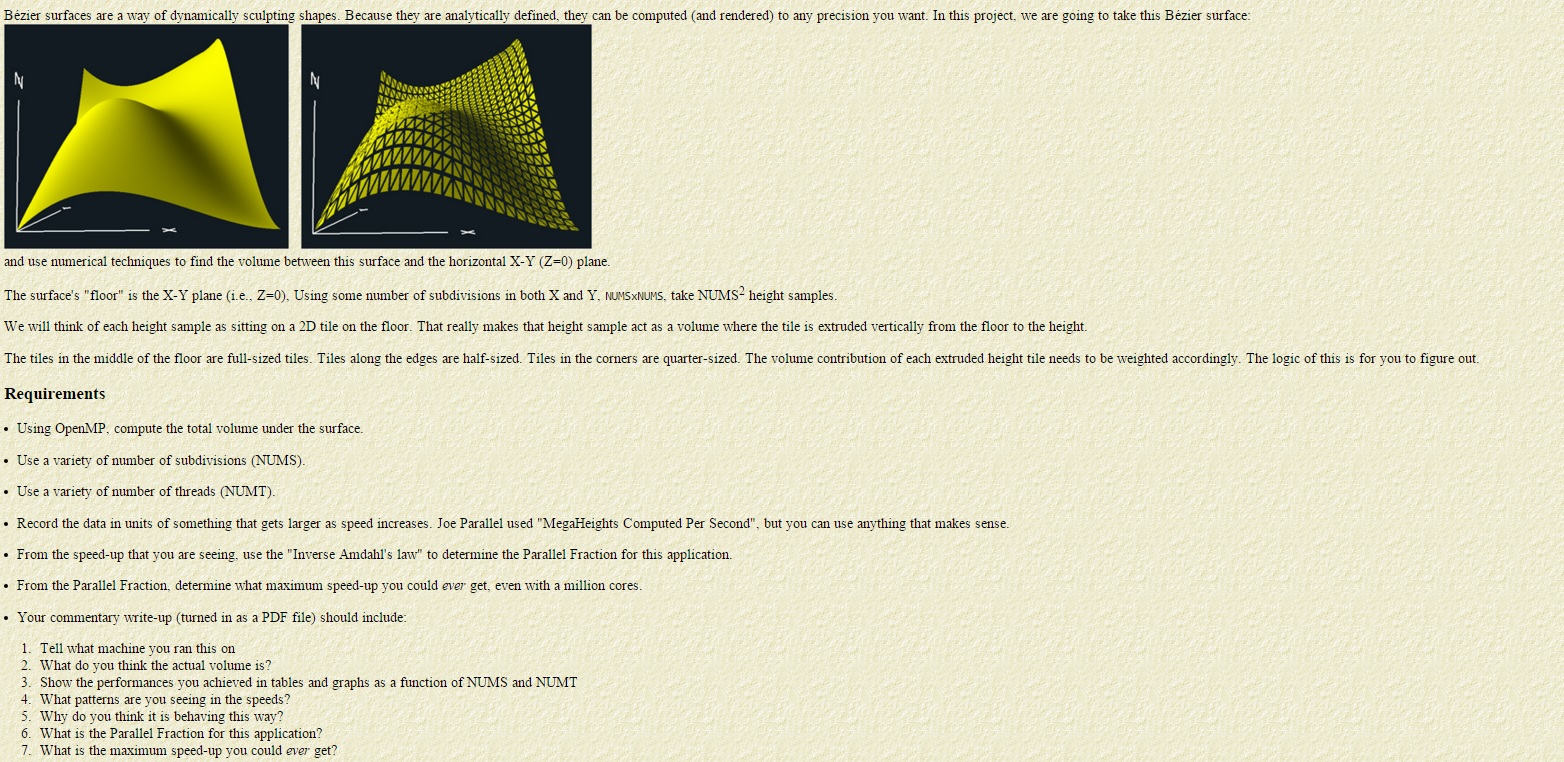 Bézier surfaces are a way of dynamically sculpting shapes. Because they are analytically defined, they can be computed (and rendered) to any precision you want. In this project, we are going to take this Bézier surface:
Z
Y
X
Z
Y
X
and use numerical techniques to find the volume between this surface and the horizontal X-Y (Z=0) plane.
The surface's "floor" is the X-Y plane (i.e., Z=0), Using some number of subdivisions in both X and Y, NUMSxNUMS, take NUMS² height samples.
We will think of each height sample as sitting on a 2D tile on the floor. That really makes that height sample act as a volume where the tile is extruded vertically from the floor to the height.
The tiles in the middle of the floor are full-sized tiles. Tiles along the edges are half-sized. Tiles in the corners are quarter-sized. The volume contribution of each extruded height tile needs to be weighted accordingly. The logic of this is for you to figure out.
Requirements
• Using OpenMP, compute the total volume under the surface.
• Use a variety of number of subdivisions (NUMS).
• Use a variety of number of threads (NUMT).
• Record the data in units of something that gets larger as speed increases. Joe Parallel used "MegaHeights Computed Per Second", but you can use anything that makes sense.
• From the speed-up that you are seeing, use the "Inverse Amdahl's law" to determine the Parallel Fraction for this application.
• From the Parallel Fraction, determine what maximum speed-up you could ever get, even with a million cores.
• Your commentary write-up (turned in as a PDF file) should include:
1. Tell what machine you ran this on
2. What do you think the actual volume is?
3. Show the performances you achieved in tables and graphs as a function of NUMS and NUMT
4. What patterns are you seeing in the speeds?
5. Why do you think it is behaving this way?
6. What is the Parallel Fraction for this application?
7. What is the maximum speed-up you could ever get?